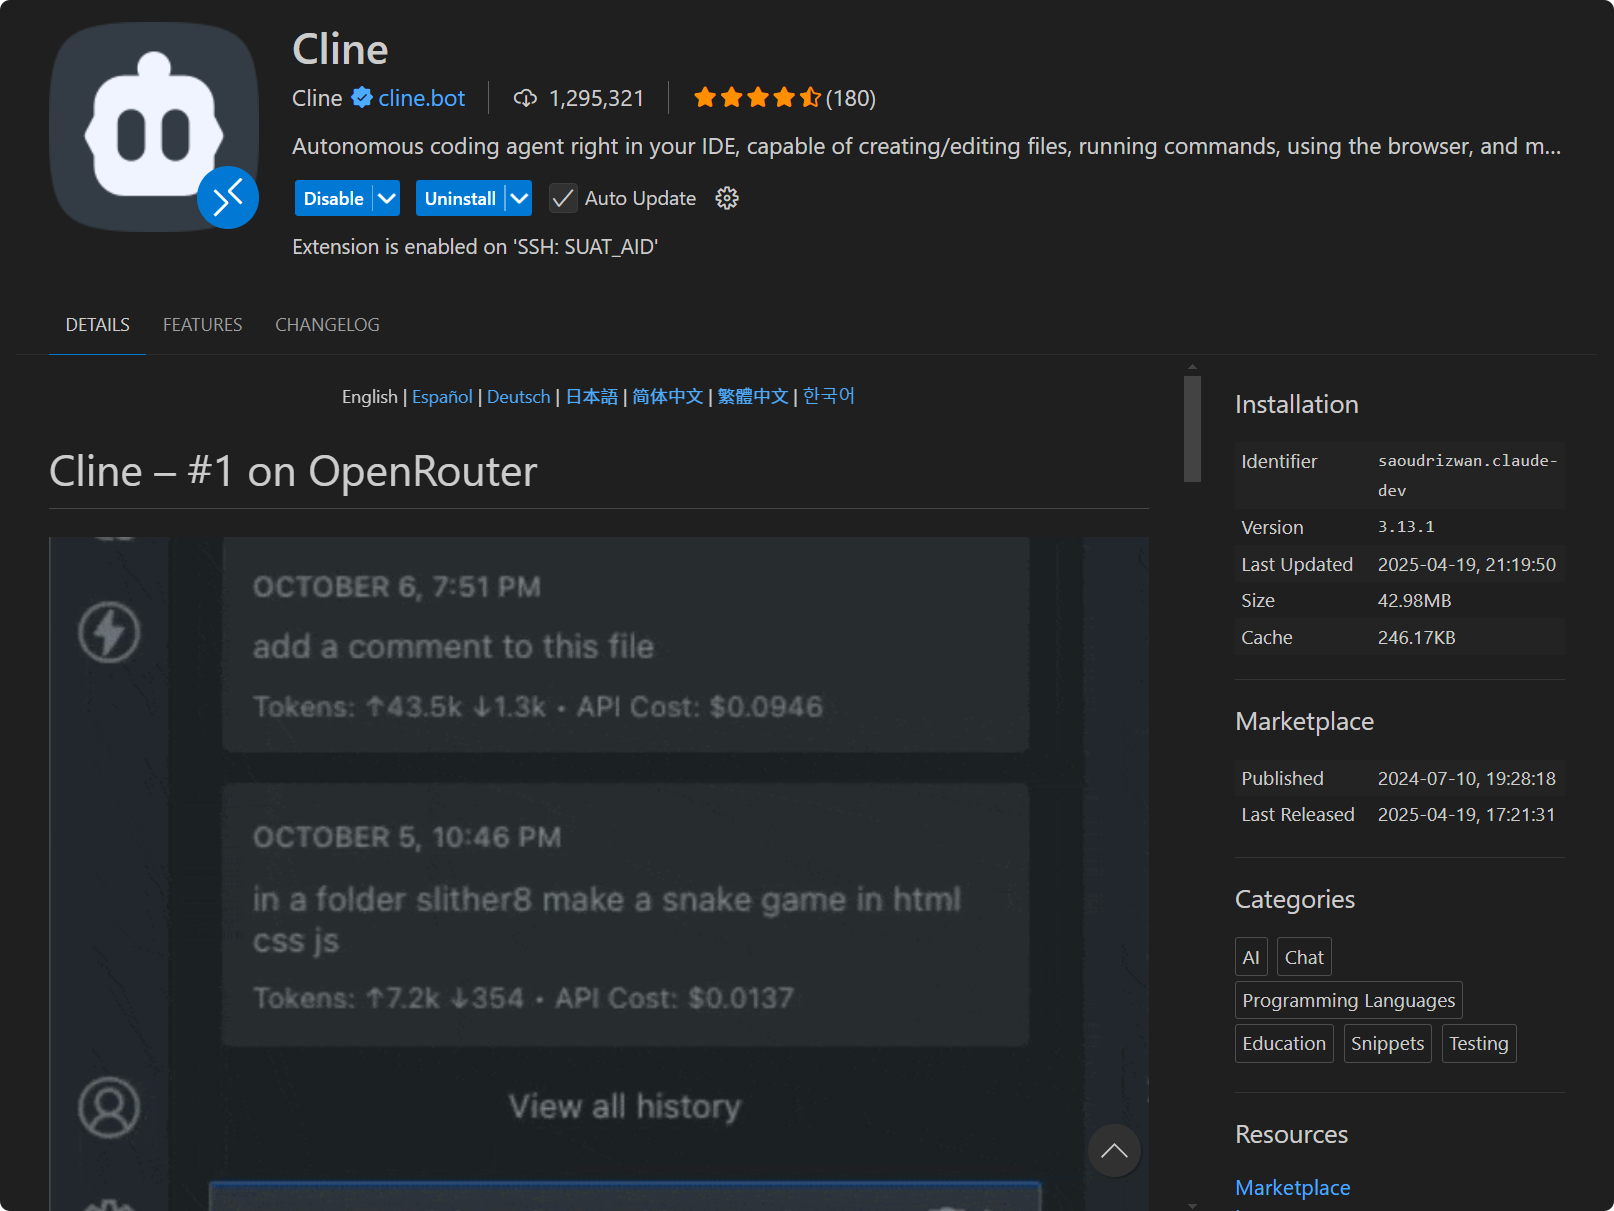 Cline
Cline cline.bot 1,295,321 (180)
Autonomous coding agent right in your IDE, capable of creating/editing files, running commands, using the browser, and m...
Disable Uninstall Auto Update
Extension is enabled on 'SSH: SUAT_AID'
DETAILS FEATURES CHANGELOG
English | Español | Deutsch | 日本語 | 简体中文 | 繁體中文 | 한국어
Cline – #1 on OpenRouter
OCTOBER 6, 7:51 PM
add a comment to this file
Tokens: ↑43.5k ↓1.3k • API Cost: $0.0946
OCTOBER 5, 10:46 PM
in a folder slither8 make a snake game in html
css js
Tokens: ↑7.2k ↓354 • API Cost: $0.0137
View all history
Installation
Identifier saoudrizwan.claude-
dev
Version 3.13.1
Last Updated 2025-04-19, 21:19:50
Size 42.98MB
Cache 246.17KB
Marketplace
Published 2024-07-10, 19:28:18
Last Released 2025-04-19, 17:21:31
Categories
AI Chat
Programming Languages
Education Snippets Testing
Resources
Marketplace